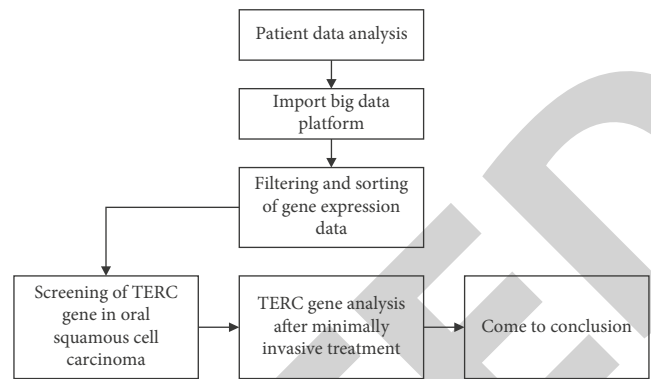 Patient data analysis
Import big data
platform
Filtering and sorting
of gene expression
data
Screening of TERC
gene in oral
squamous cell
carcinoma
TERC gene analysis
after minimally
invasive treatment
Come to conclusion